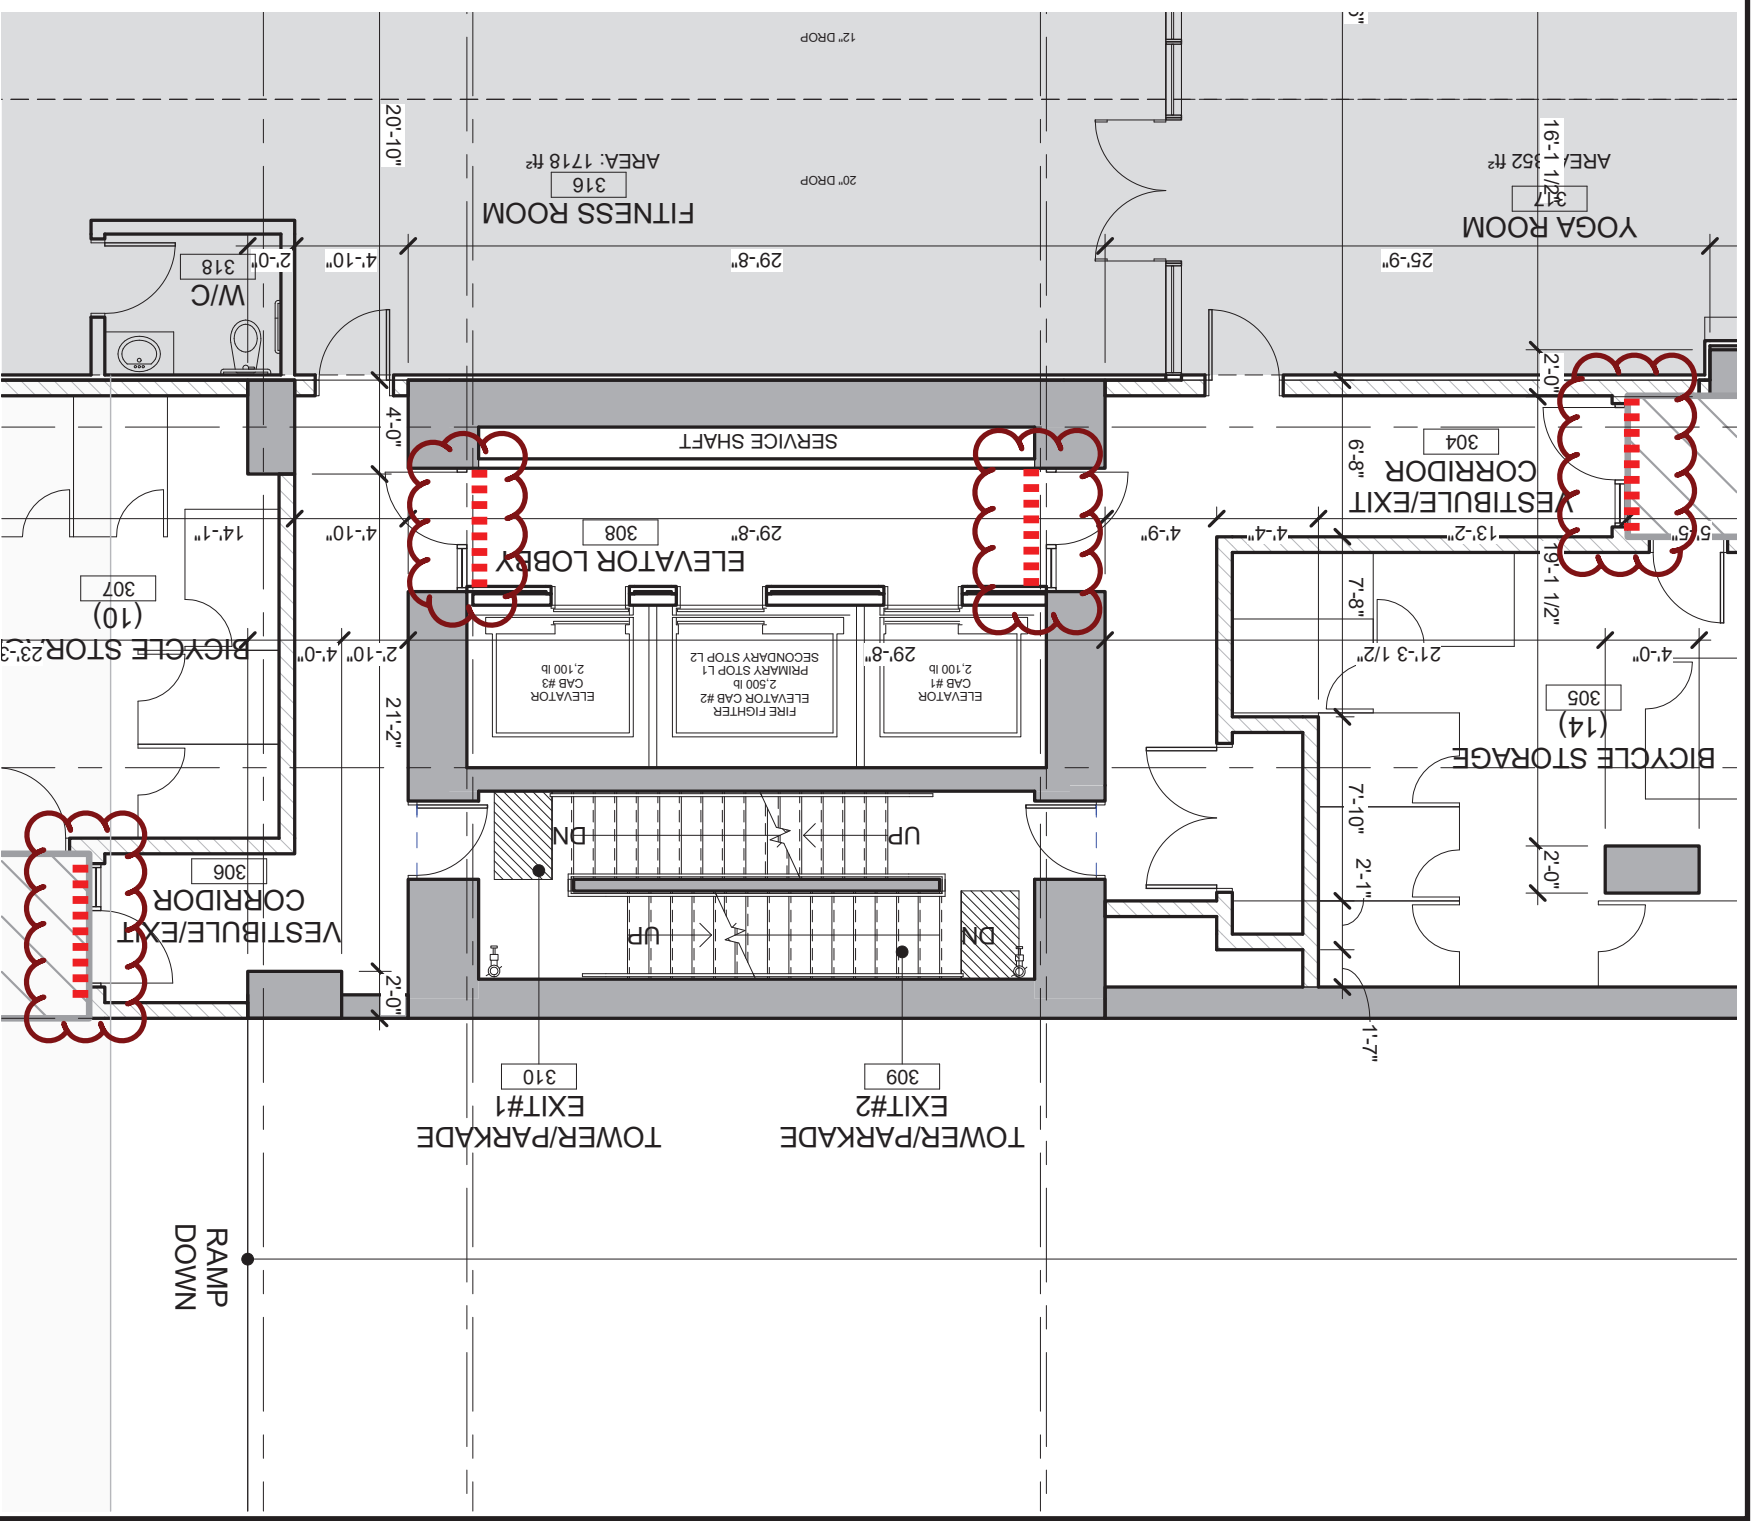 12" DROP
6"
20'-10"
AREA: 1718 ft²
316
FITNESS ROOM
20" DROP
16'-1 1/2"
AREA: 352 ft²
317
YOGA ROOM
318
W/C
2'-0"
4'-10"
29'-8"
25'-9"
2'-0"
4'-0"
SERVICE SHAFT
6'-8"
304
VESTIBULE/EXIT
CORRIDOR
14'-1"
4'-10"
308
29'-8"
ELEVATOR LOBBY
4'-9"
4'-4"
13'-2"
5'-5"
19'-1 1/2"
7'-8"
307
BICYCLE STOR.
(10)
23'-3
4'-0"
2'-10"
29'-8"
21'-3 1/2"
4'-0"
ELEVATOR
CAB #3
2,100 lb
FIRE FIGHTER
ELEVATOR CAB #2
2,500 lb
PRIMARY STOP L1
SECONDARY STOP L2
ELEVATOR
CAB #1
2,100 lb
21'-2"
305
BICYCLE STORAGE
(14)
7'-10"
2'-1"
2'-0"
DN
UP
306
VESTIBULE/EXIT
CORRIDOR
UP
DN
2'-0"
1'-7"
310
TOWER/PARKADE
EXIT#1
309
TOWER/PARKADE
EXIT#2
RAMP
DOWN